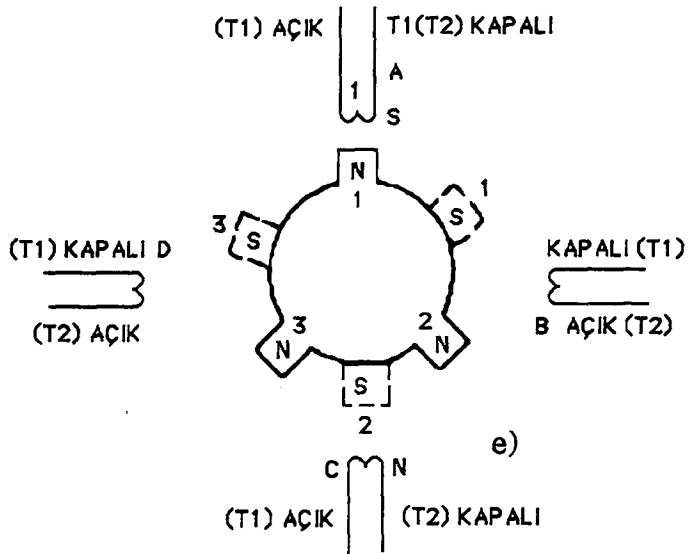 (T1) AÇIK T1(T2) KAPALI
A
1
S
N
1
1
S
3
S
(T1) KAPALI D
(T2) AÇIK
KAPALI(T1)
B AÇIK(T2)
3
N
2
N
S
2
e)
C N
(T1) AÇIK (T2) KAPALI